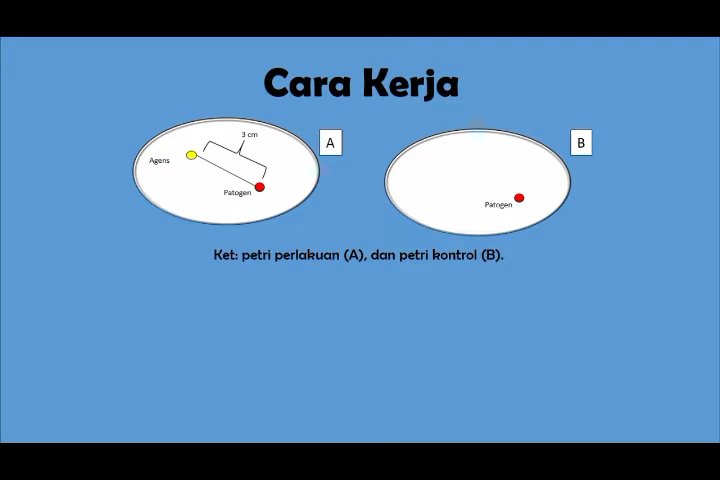 Cara Kerja
3 cm
A
Agens
Patogen
B
Patogen
Ket: petri perlakuan (A), dan petri kontrol (B).